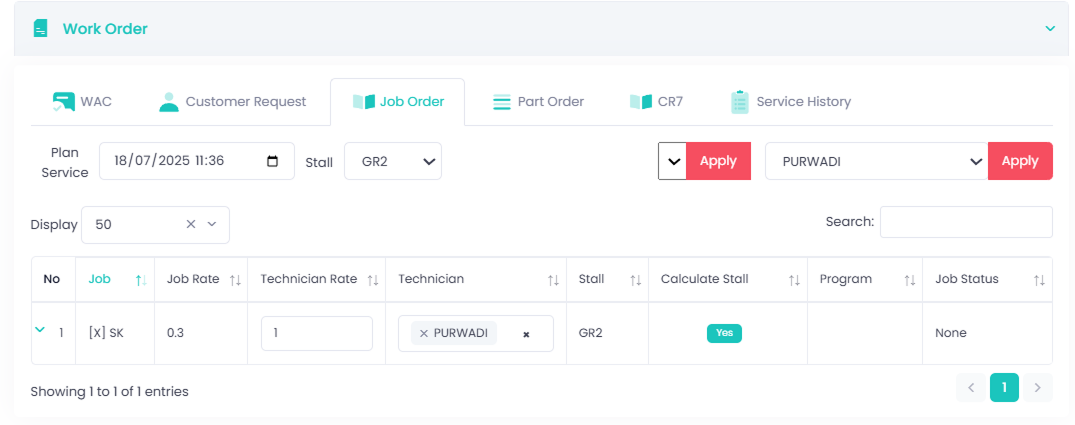 Work Order
WAC Customer Request Job Order Part Order CR7 Service History
Plan Service 18/07/2025 11:36 Stall GR2 Apply PURWADI Apply
Display 50 Search:
No Job Job Rate Technician Rate Technician Stall Calculate Stall Program Job Status
1 [X] SK 0.3 1 × PURWADI × GR2 Yes None
Showing 1 to 1 of 1 entries
1